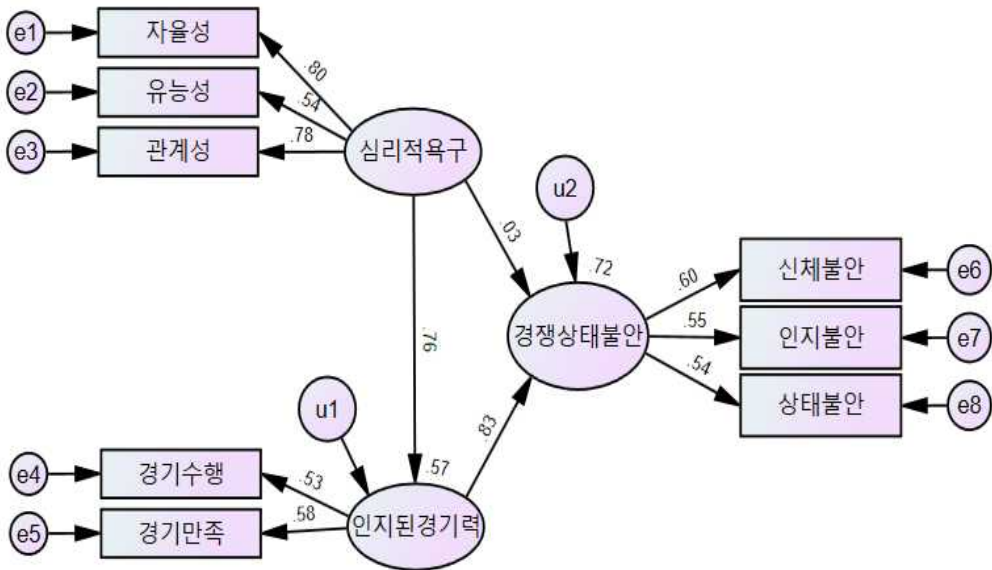 e1
자율성
.80
e2
유능성
.54
e3
관계성
.78
심리적욕구
u2
.03
.72
경쟁상태불안
.60
신체불안
e6
.55
인지불안
e7
.54
상태불안
e8
.76
u1
.83
.57
인지된경기력
e4
경기수행
.53
e5
경기만족
.58